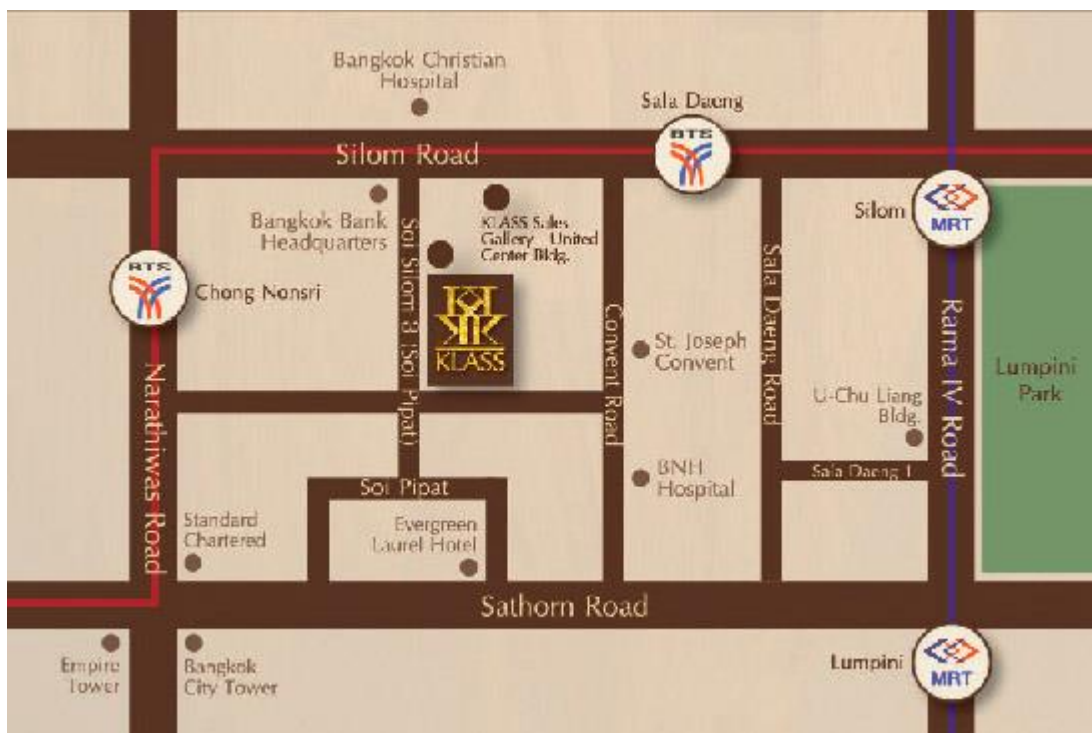 Bangkok Christian
Hospital
Sala Daeng
BTS
Silom Road
Bangkok Bank
Headquarters
Soi Silom 3 (Soi Pipat)
KLASS Sales
Gallery United
Center Bldg.
Silom
MRT
BTS
Chong Nonsri
KLASS
Convent Road
St. Joseph
Convent
Sala Daeng Road
U-Chu Liang
Bldg.
Rama IV Road
Lumpini
Park
Narathiwas Road
Soi Pipat
BNH
Hospital
Sala Daeng 1
Standard
Chartered
Evergreen
Laurel Hotel
Sathorn Road
Empire
Tower
Bangkok
City Tower
Lumpini
MRT